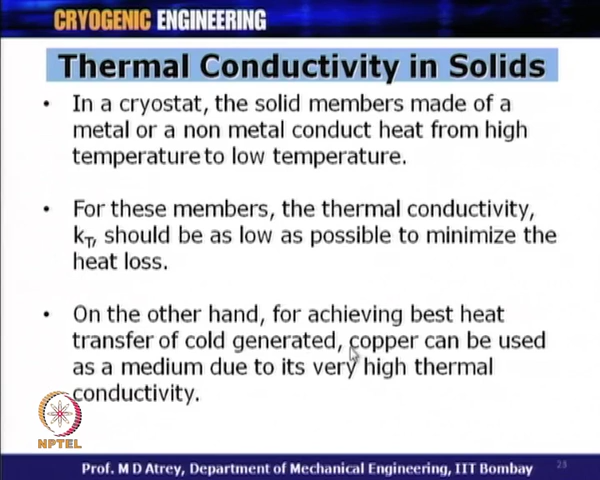 CRYOGENIC ENGINEERING
Thermal Conductivity in Solids
• In a cryostat, the solid members made of a
metal or a non metal conduct heat from high
temperature to low temperature.
• For these members, the thermal conductivity,
kT, should be as low as possible to minimize the
heat loss.
• On the other hand, for achieving best heat
transfer of cold generated, copper can be used
as a medium due to its very high thermal
conductivity.
NPTEL
Prof. M D Atrey, Department of Mechanical Engineering, IIT Bombay
23